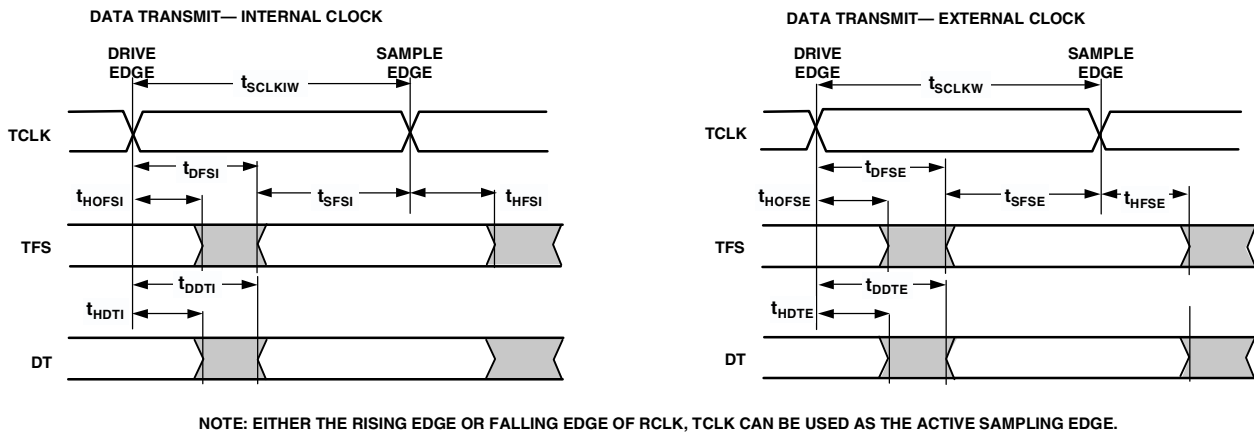 DATA TRANSMIT— INTERNAL CLOCK
DRIVE EDGE
SAMPLE EDGE
tSCLKIW
TCLK
tDFSI
tHOFSI
tSFSI
tHFSI
TFS
tDDTI
tHDTI
DT
DATA TRANSMIT— EXTERNAL CLOCK
DRIVE EDGE
SAMPLE EDGE
tSCLKW
TCLK
tDFSE
tHOFSE
tSFSE
tHFSE
TFS
tDDTE
tHDTE
DT
NOTE: EITHER THE RISING EDGE OR FALLING EDGE OF RCLK, TCLK CAN BE USED AS THE ACTIVE SAMPLING EDGE.